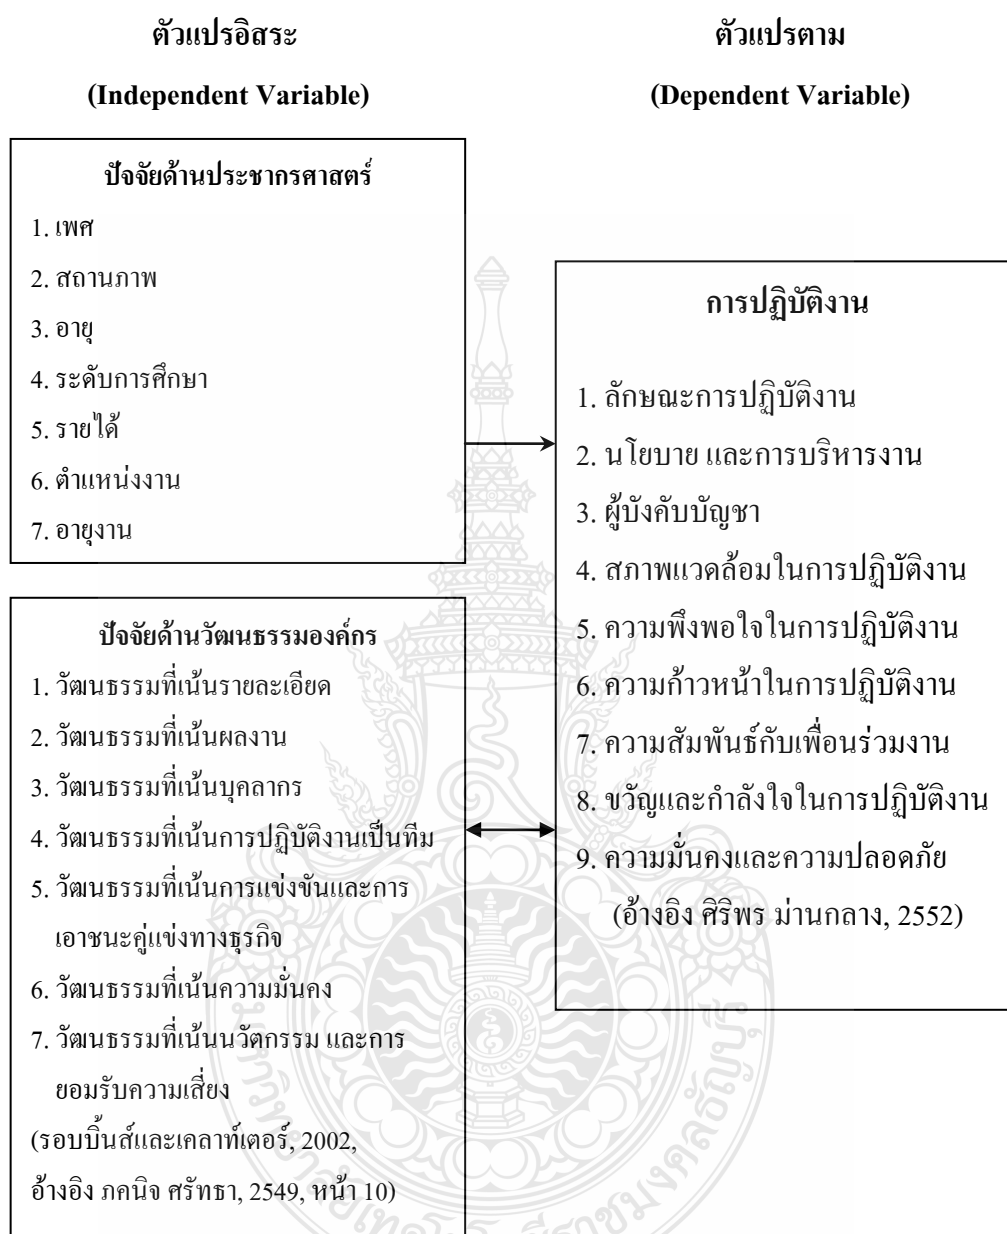 ตัวแปรอิสระ
(Independent Variable)
ปัจจัยด้านประชากรศาสตร์
1. เพศ
2. สถานภาพ
3. อายุ
4. ระดับการศึกษา
5. รายได้
6. ตำแหน่งงาน
7. อายุงาน
ปัจจัยด้านวัฒนธรรมองค์กร
1. วัฒนธรรมที่เน้นรายละเอียด
2. วัฒนธรรมที่เน้นผลงาน
3. วัฒนธรรมที่เน้นบุคลากร
4. วัฒนธรรมที่เน้นการปฏิบัติงานเป็นทีม
5. วัฒนธรรมที่เน้นการแข่งขันและการ
เอาชนะคู่แข่งทางธุรกิจ
6. วัฒนธรรมที่เน้นความมั่นคง
7. วัฒนธรรมที่เน้นนวัตกรรม และการ
ยอมรับความเสี่ยง
(รอบบิ้นส์และเคลาท์เตอร์, 2002,
อ้างอิง ภคนิจ ศรัทธา, 2549, หน้า 10)
ตัวแปรตาม
(Dependent Variable)
การปฏิบัติงาน
1. ลักษณะการปฏิบัติงาน
2. นโยบาย และการบริหารงาน
3. ผู้บังคับบัญชา
4. สภาพแวดล้อมในการปฏิบัติงาน
5. ความพึงพอใจในการปฏิบัติงาน
6. ความก้าวหน้าในการปฏิบัติงาน
7. ความสัมพันธ์กับเพื่อนร่วมงาน
8. ขวัญและกำลังใจในการปฏิบัติงาน
9. ความมั่นคงและความปลอดภัย
(อ้างอิง ศิริพร ม่านกลาง, 2552)